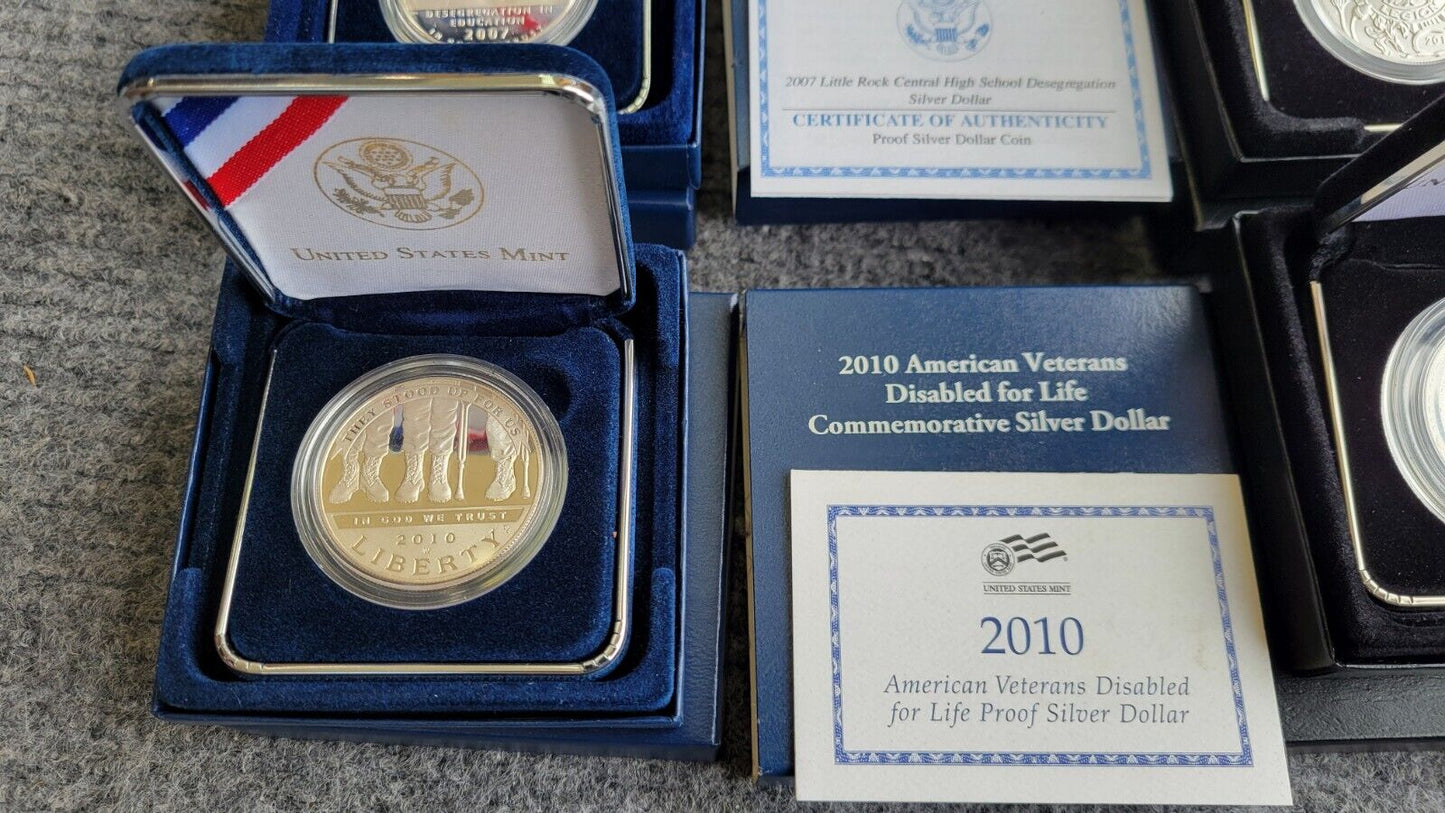 DESEGREGATION IN
EDUCATION
2007
2007 Little Rock Central High School Desegregation
Silver Dollar
CERTIFICATE OF AUTHENTICITY
Proof Silver Dollar Coin
UNITED STATES MINT
THEY STOOD UP FOR US
IN GOD WE TRUST
2010
W
LIBERTY
2010 American Veterans
Disabled for Life
Commemorative Silver Dollar
UNITED STATES MINT
2010
American Veterans Disabled
for Life Proof Silver Dollar